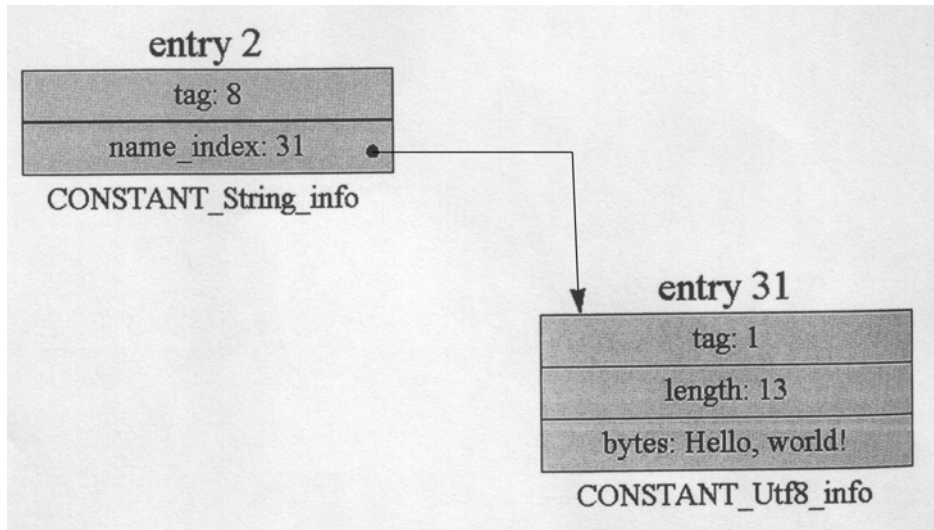 entry 2
tag: 8
name_index: 31
CONSTANT_String_info
entry 31
tag: 1
length: 13
bytes: Hello, world!
CONSTANT_Utf8_info